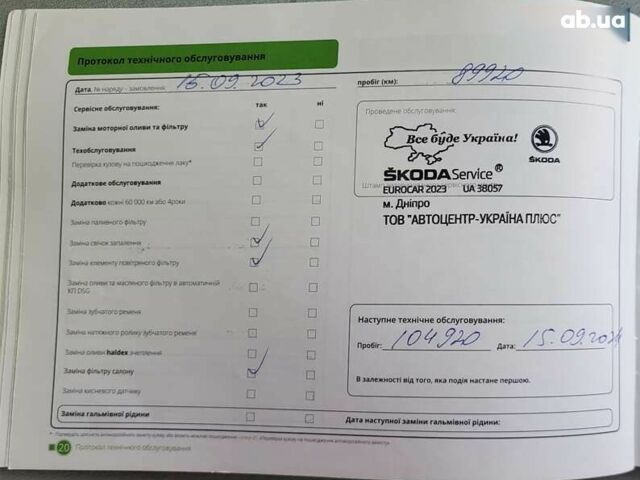 ab.ua
Протокол технічного обслуговування
Дата, № наряду - замовлення: 15.09.2023
пробіг (км): 89920
Сервісне обслуговування: так ні
Заміна моторної оливи та фільтру
Техобслуговування
Перевірка кузову на пошкодження лаку*
Додаткове обслуговування
Додатково кожні 60 000 км або 4роки
Заміна паливного фільтру
Заміна свічок запалення
Заміна елементу повітряного фільтру
Заміни оливи та масляного фільтру в автоматичній
КП DSG
Заміна зубчатого ременя
Заміна натяжного ролику зубчатого ременя
Заміни оливи haldex зчеплення
Заміну фільтру салону
Заміни кисневого датчику
Заміна гальмівної рідини
Проведене обслуговування:
Все буде Україна!
ŠKODA
ŠKODA Service®
EUROCAR 2023 UA 38057
м. Дніпро
ТОВ "АВТОЦЕНТР-УКРАЇНА ПЛЮС"
Наступне технічне обслуговування:
Пробіг: 104920 Дата: 15.09.2024
В залежності від того, яка подія настане першою.
Дата наступної заміни гальмівної рідини:
20 Протокол технічного обслуговування